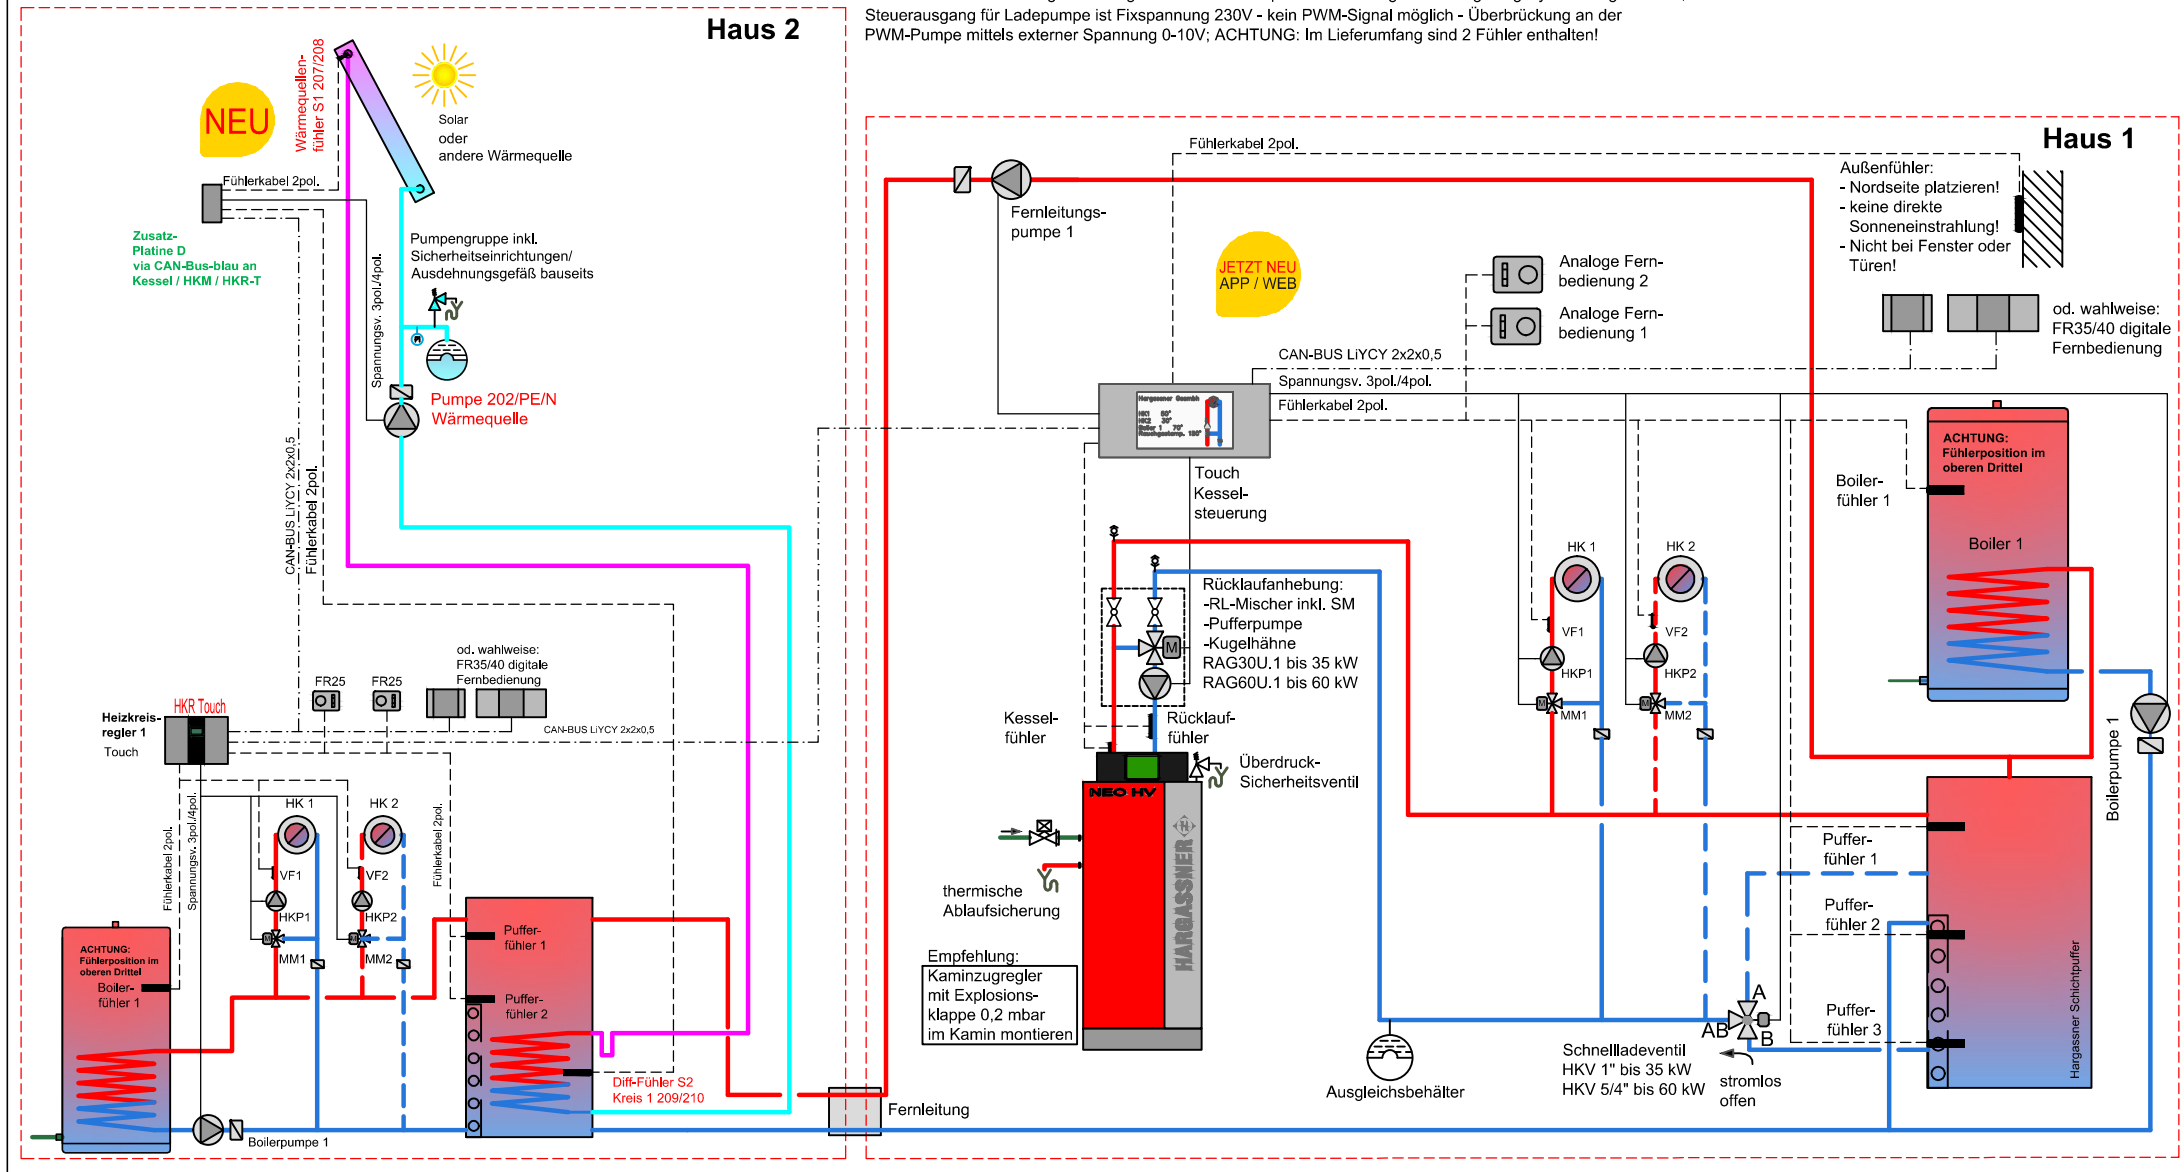 Steuerausgang für Ladepumpe ist Fixspannung 230V - kein PWM-Signal möglich - Überbrückung an der
PWM-Pumpe mittels externer Spannung 0-10V; ACHTUNG: Im Lieferumfang sind 2 Fühler enthalten!
Haus 2
NEU
Wärmequellen-
fühler S1 207/208
Solar
oder
andere Wärmequelle
Fühlerkabel 2pol.
Zusatz-
Platine D
via CAN-Bus-blau an
Kessel / HKM / HKR-T
Pumpengruppe inkl.
Sicherheitseinrichtungen/
Ausdehnungsgefäß bauseits
Spannungsv. 3pol./4pol.
Pumpe 202/PE/N
Wärmequelle
CAN-BUS LiYCY 2x2x0,5
Fühlerkabel 2pol.
od. wahlweise:
FR35/40 digitale
Fernbedienung
FR25
FR25
HKR Touch
Heizkreis-
regler 1
Touch
CAN-BUS LiYCY 2x2x0,5
Fühlerkabel 2pol.
Spannungsv. 3pol./4pol.
Fühlerkabel 2pol.
HK 1
HK 2
VF1
VF2
HKP1
HKP2
M
M
MM1
MM2
ACHTUNG:
Fühlerposition im
oberen Drittel
Boiler-
fühler 1
Puffer-
fühler 1
Puffer-
fühler 2
Diff-Fühler S2
Kreis 1 209/210
Boilerpumpe 1
Fernleitung
Haus 1
Fühlerkabel 2pol.
Außenfühler:
- Nordseite platzieren!
- keine direkte
Sonneneinstrahlung!
- Nicht bei Fenster oder
Türen!
Fernleitungs-
pumpe 1
JETZT NEU
APP / WEB
Analoge Fern-
bedienung 2
Analoge Fern-
bedienung 1
od. wahlweise:
FR35/40 digitale
Fernbedienung
CAN-BUS LiYCY 2x2x0,5
Spannungsv. 3pol./4pol.
Fühlerkabel 2pol.
Hargassner GesmbH
HK1 60°
HK2 30°
Boiler 1 70°
Rauchgastemp. 180°
Touch
Kessel-
steuerung
ACHTUNG:
Fühlerposition im
oberen Drittel
Boiler-
fühler 1
Boiler 1
HK 1
HK 2
VF1
VF2
HKP1
HKP2
M
M
MM1
MM2
Rücklaufanhebung:
-RL-Mischer inkl. SM
-Pufferpumpe
-Kugelhähne
RAG30U.1 bis 35 kW
RAG60U.1 bis 60 kW
M
Kessel-
fühler
Rücklauf-
fühler
Überdruck-
Sicherheitsventil
NEO-HV
HARGASSNER
thermische
Ablaufsicherung
Empfehlung:
Kaminzugregler
mit Explosions-
klappe 0,2 mbar
im Kamin montieren
Boilerpumpe 1
Puffer-
fühler 1
Puffer-
fühler 2
Puffer-
fühler 3
Hargassner Schichtpuffer
A
AB
B
Schnellladeventil
HKV 1" bis 35 kW
HKV 5/4" bis 60 kW
stromlos
offen
Ausgleichsbehälter